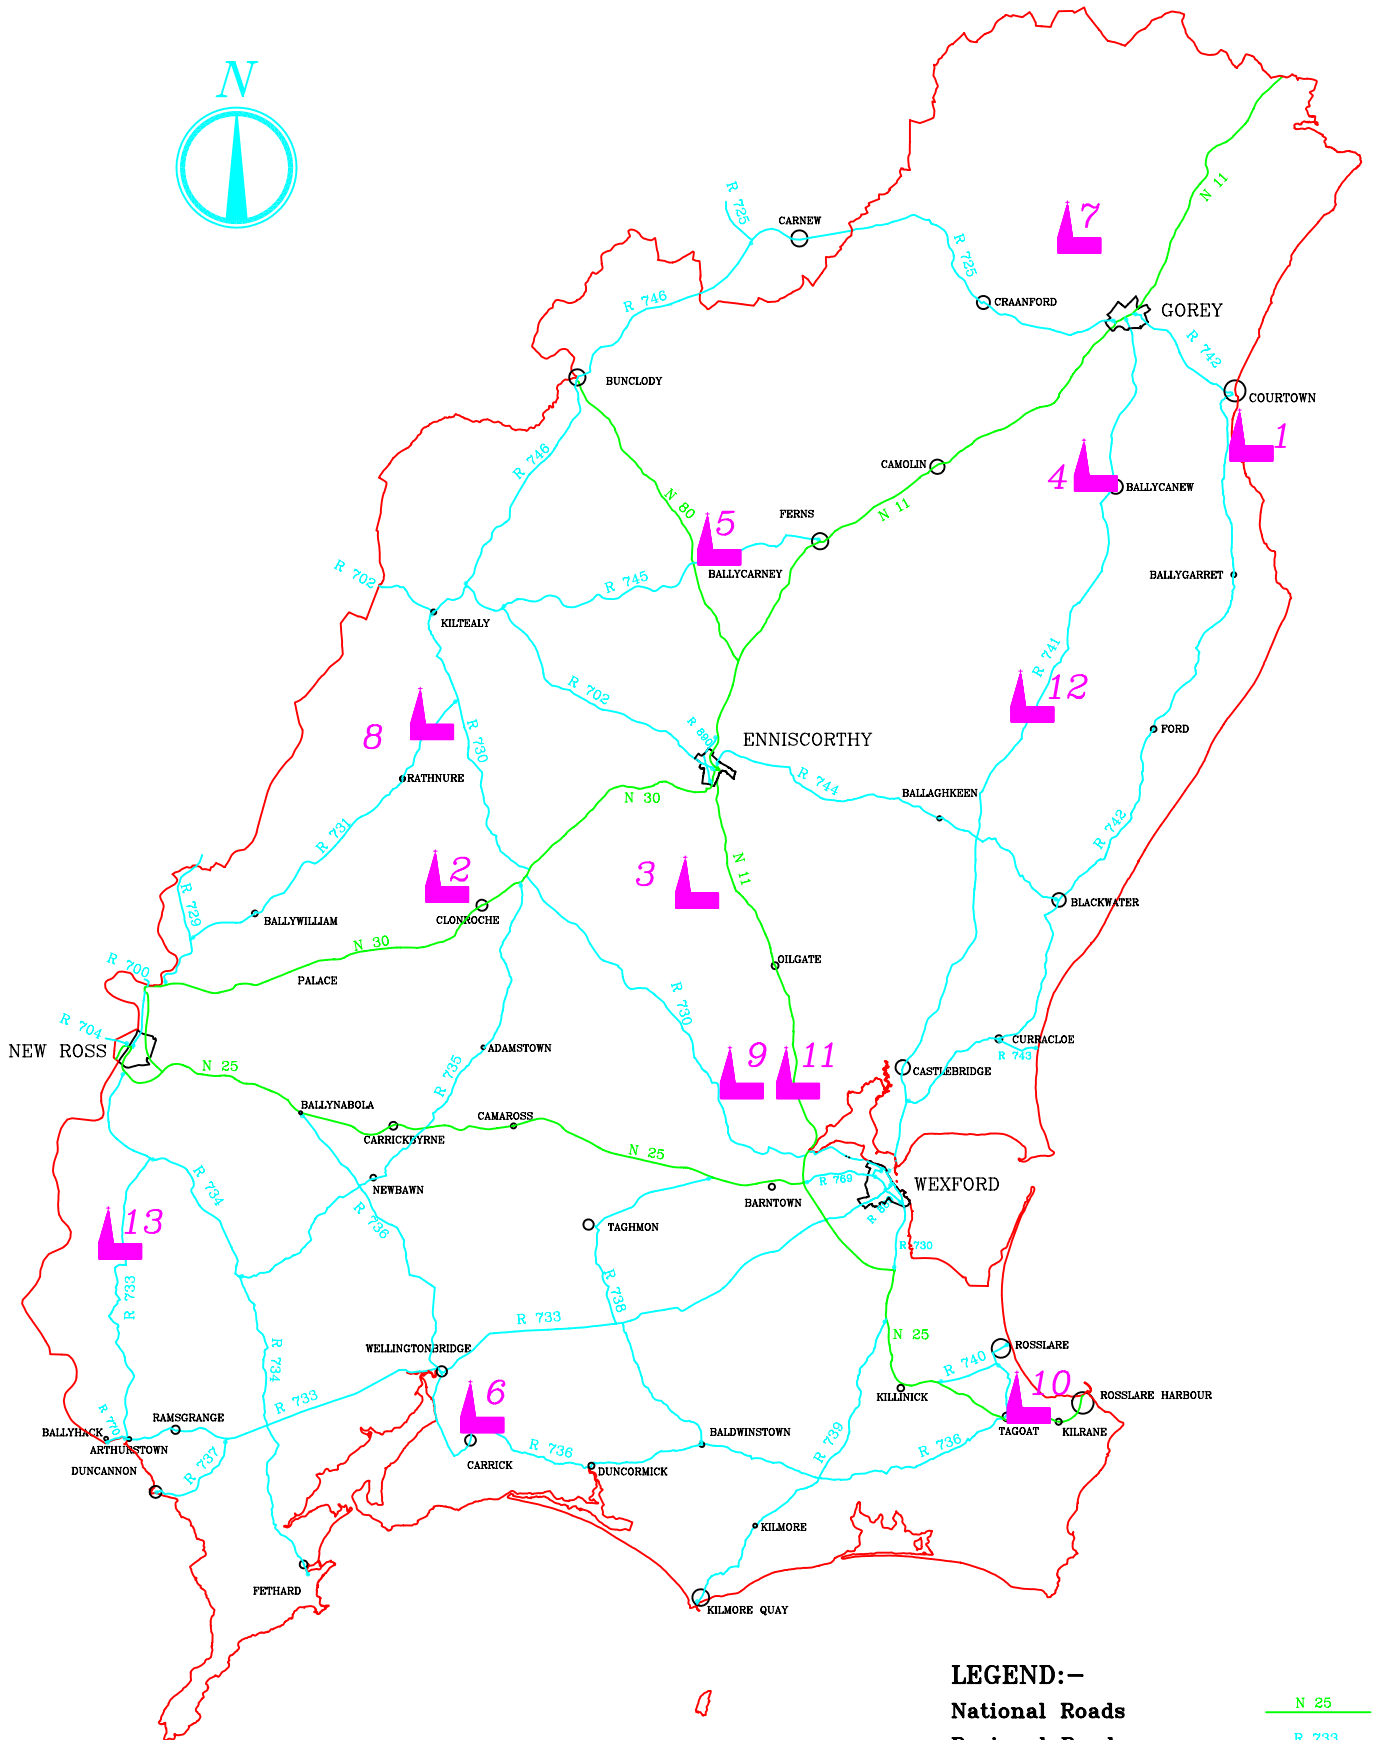 N
R 725
CARNEW
7
N 11
R 725
R 746
CRAANFORD
GOREY
R 742
BUNCLODY
COURTOWN
1
R 746
CAMOLIN
4
BALLYCANEW
N 80
N 11
FERNS
5
BALLYCARNEY
R 702
R 745
BALLYGARRET
KILTEALY
R 741
R 702
12
8
R 730
R 890
ENNISCORTHY
FORD
RATHNURE
R 744
BALLAGHKEEN
N 30
R 731
R 742
2
3
N 11
R 729
CLONROCHE
BLACKWATER
BALLYWILLIAM
N 30
OILGATE
R 700
PALACE
R 730
R 704
NEW ROSS
ADAMSTOWN
CURRACLOE
R 743
N 25
R 735
9
11
CASTLEBRIDGE
BALLYNABOLA
CAMAROSS
CARRICKBYRNE
N 25
R 734
NEWBAWN
R 769
WEXFORD
BARNTOWN
13
R 736
TAGHMON
R 730
R 733
R 738
R 733
N 25
R 734
WELLINGTONBRIDGE
ROSSLARE
R 740
R 733
6
KILLINICK
10
ROSSLARE HARBOUR
R 770
RAMSGRANGE
BALLYHACK
ARTHURSTOWN
TAGOAT
KILRANE
BALDWINSTOWN
R 739
R 736
DUNCANNON
R 737
CARRICK
R 736
DUNCORMICK
KILMORE
FETHARD
KILMORE QUAY
LEGEND:-
National Roads
N 25
R 733